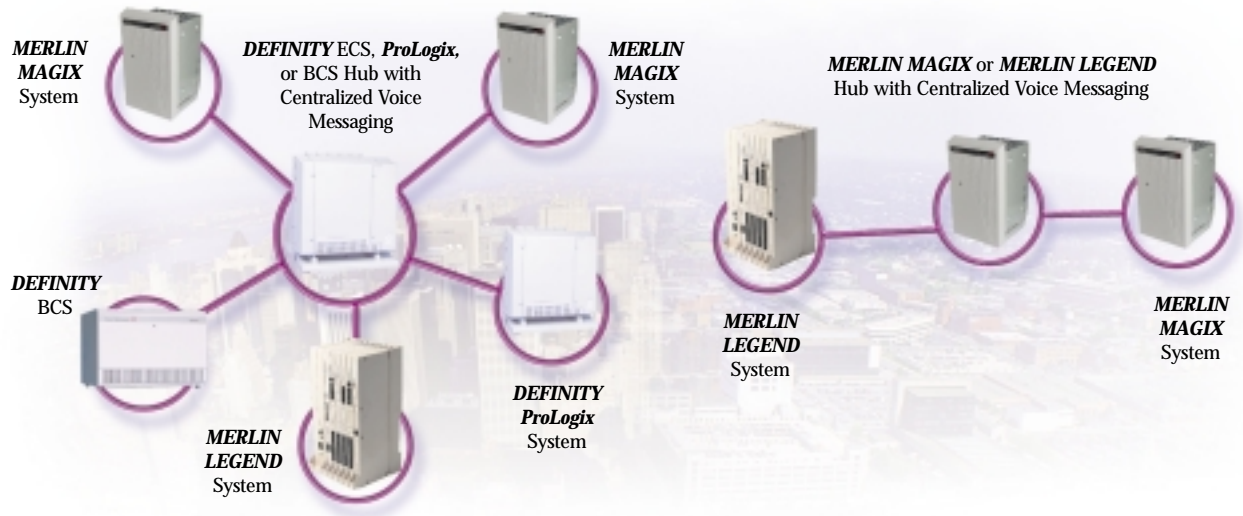 MERLIN
MAGIX
System
DEFINITY ECS, ProLogix,
or BCS Hub with
Centralized Voice
Messaging
MERLIN
MAGIX
System
MERLIN MAGIX or MERLIN LEGEND
Hub with Centralized Voice Messaging
DEFINITY
BCS
MERLIN
LEGEND
System
DEFINITY
ProLogix
System
MERLIN
LEGEND
System
MERLIN
MAGIX
System